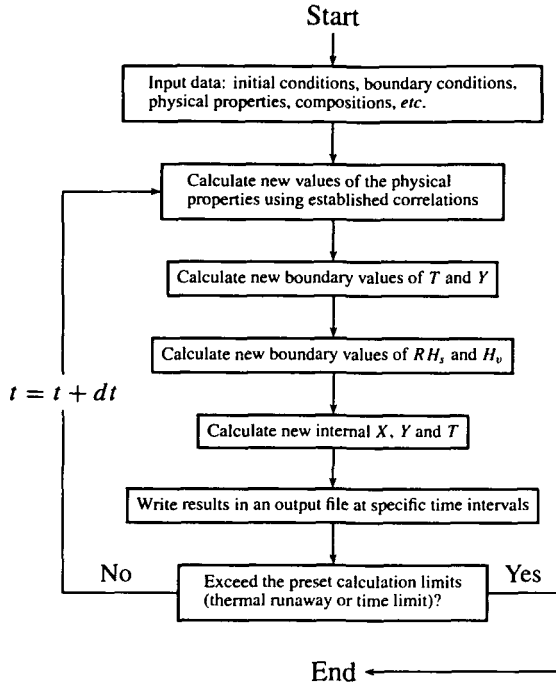 Start
Input data: initial conditions, boundary conditions,
physical properties, compositions, etc.
Calculate new values of the physical
properties using established correlations
Calculate new boundary values of T and Y
Calculate new boundary values of RHₛ and Hᵥ
t = t + dt
Calculate new internal X, Y and T
Write results in an output file at specific time intervals
No
Exceed the preset calculation limits
(thermal runaway or time limit)?
Yes
End